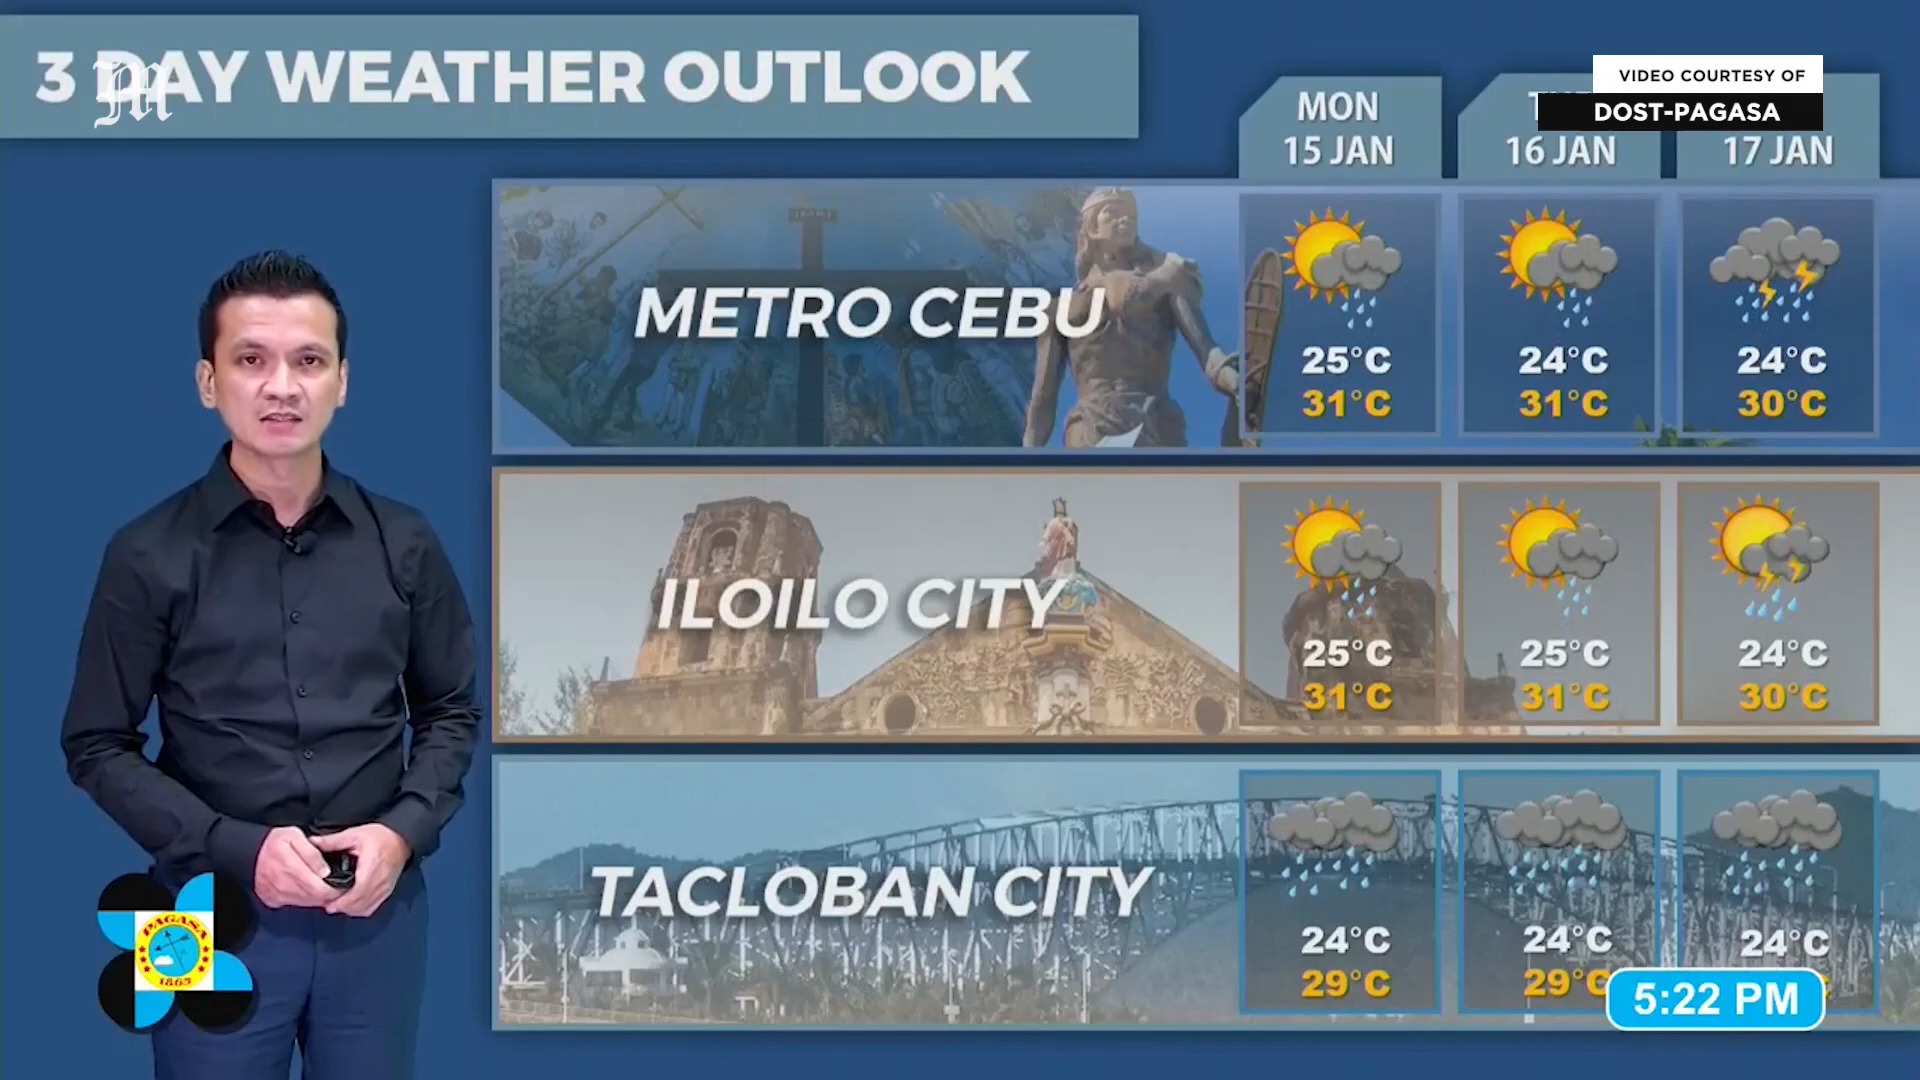 3 DAY WEATHER OUTLOOK
M
VIDEO COURTESY OF
DOST-PAGASA
MON
15 JAN
16 JAN
17 JAN
METRO CEBU
25°C
31°C
24°C
31°C
24°C
30°C
ILOILO CITY
25°C
31°C
25°C
31°C
24°C
30°C
TACLOBAN CITY
24°C
29°C
24°C
29°C
24°C
5:22 PM
PAGASA
1865